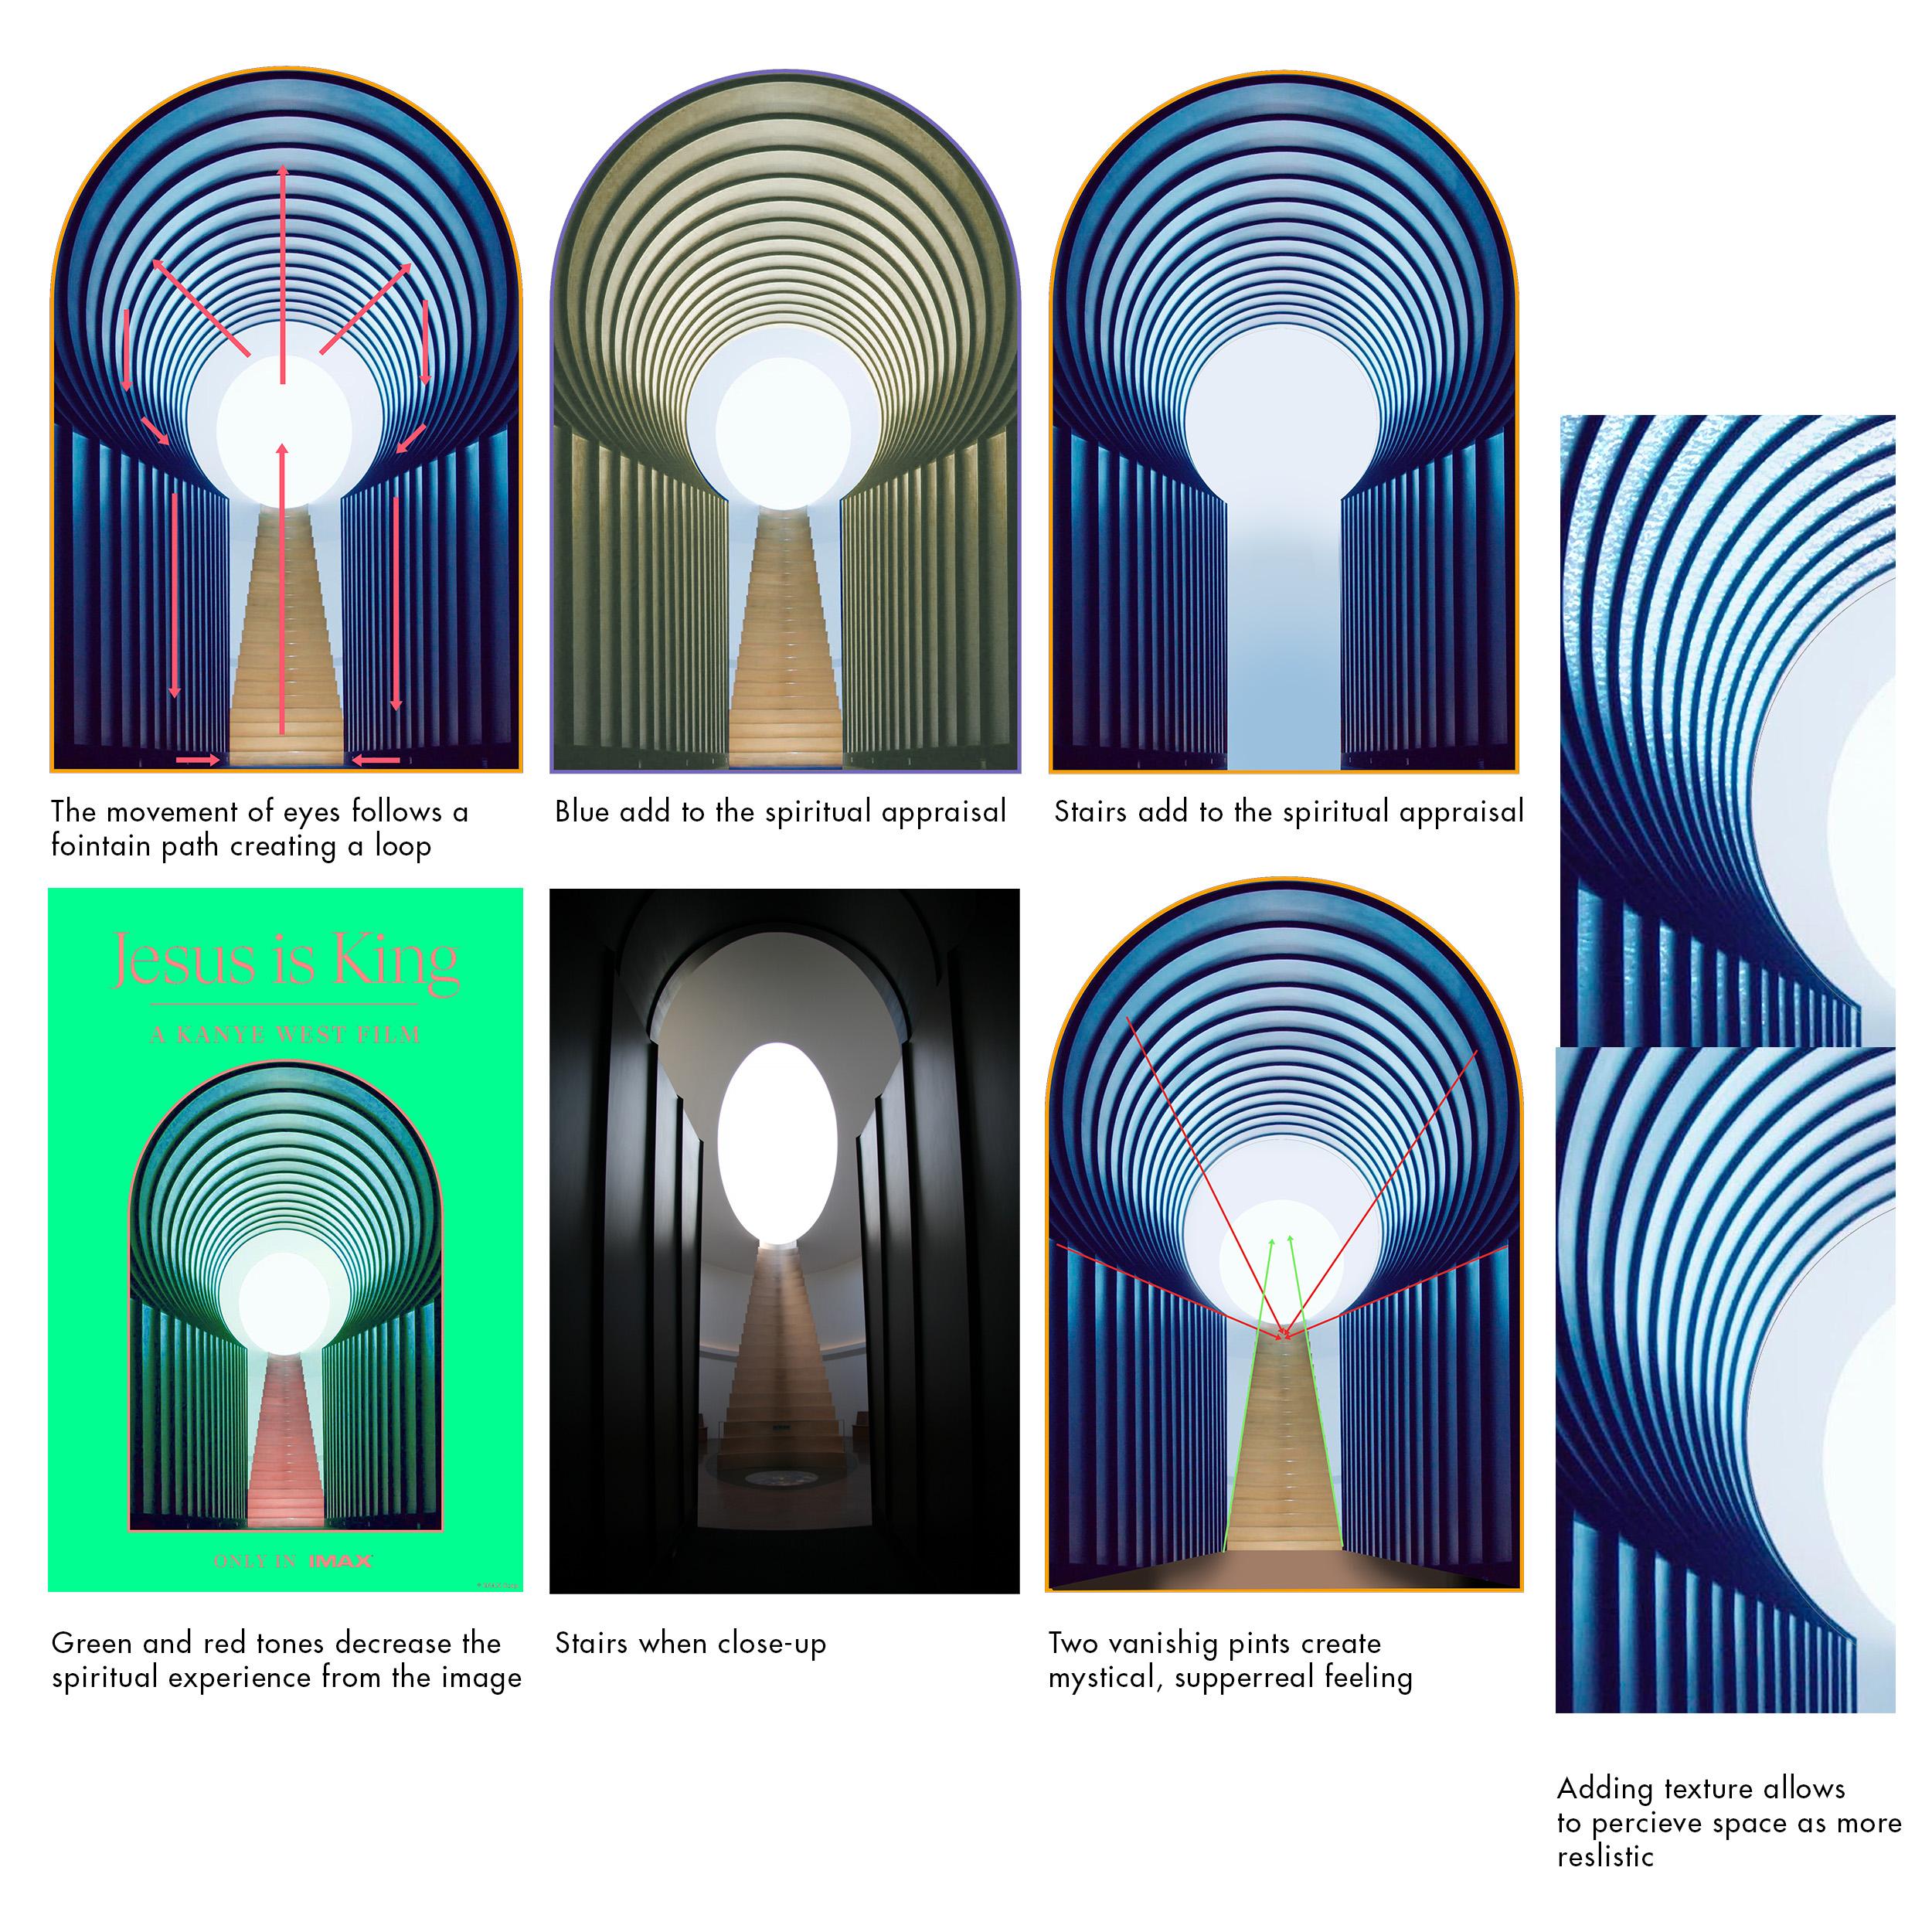 The movement of eyes follows a
fointain path creating a loop
Blue add to the spiritual appraisal
Stairs add to the spiritual appraisal
Jesus is King
A KANYE WEST FILM
ONLY IN IMAX
Green and red tones decrease the
spiritual experience from the image
Stairs when close-up
Two vanishig pints create
mystical, supperreal feeling
Adding texture allows
to percieve space as more
reslistic